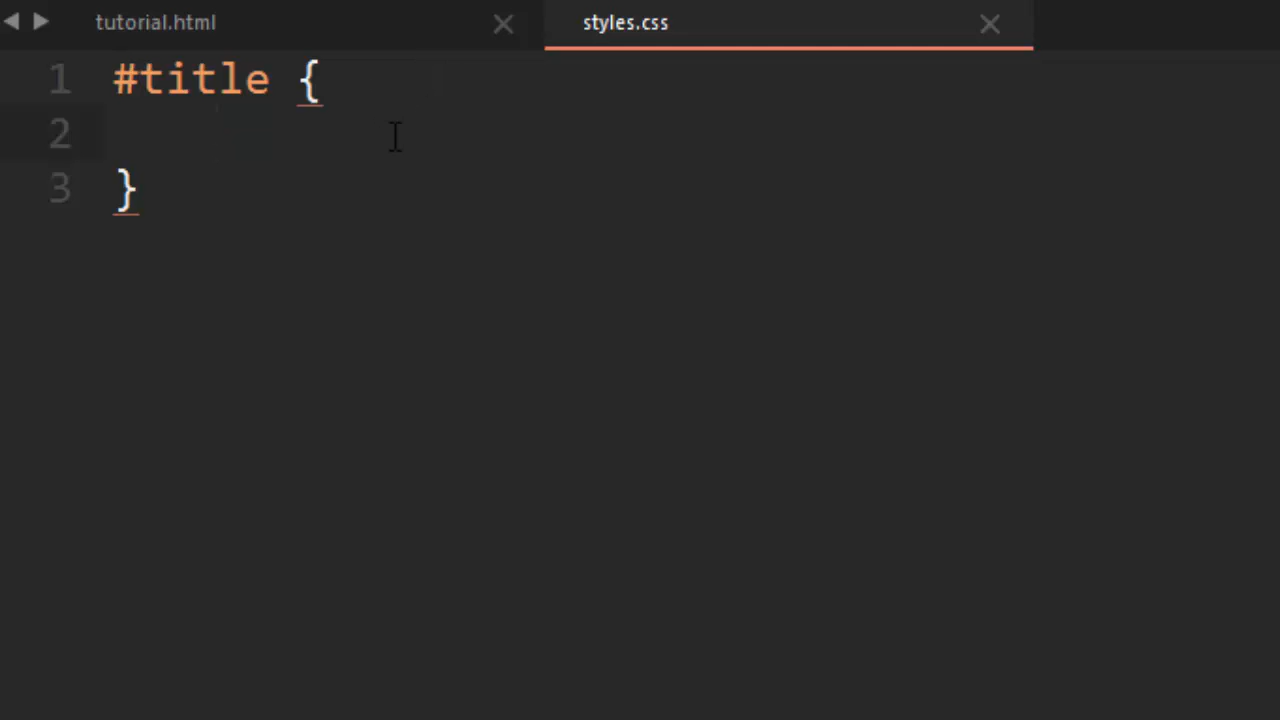 tutorial.html
styles.css
1 #title {
2
3 }